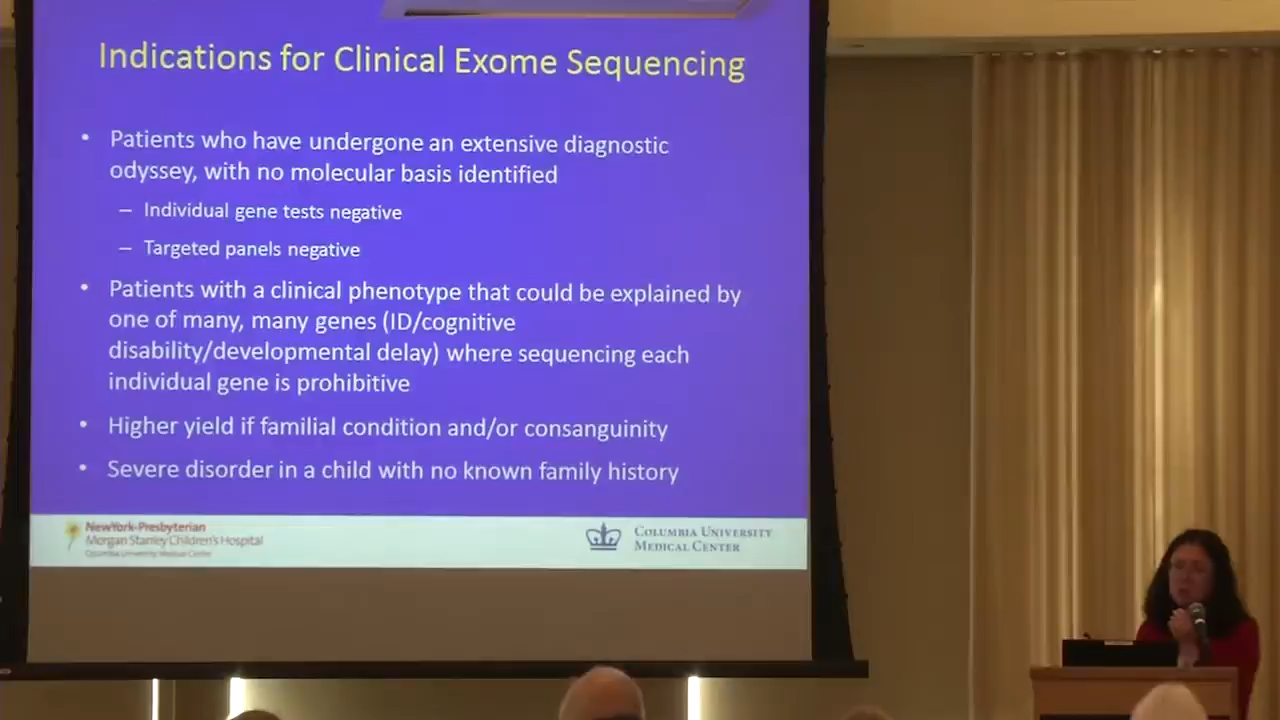 Indications for Clinical Exome Sequencing
• Patients who have undergone an extensive diagnostic
odyssey, with no molecular basis identified
– Individual gene tests negative
– Targeted panels negative
• Patients with a clinical phenotype that could be explained by
one of many, many genes (ID/cognitive
disability/developmental delay) where sequencing each
individual gene is prohibitive
• Higher yield if familial condition and/or consanguinity
• Severe disorder in a child with no known family history
NewYork-Presbyterian
Morgan Stanley Children's Hospital
Columbia University Medical Center
COLUMBIA UNIVERSITY
MEDICAL CENTER